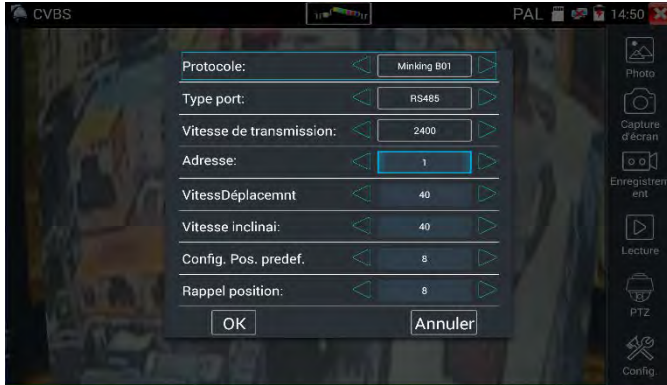 CVBS
PAL 14:50
Protocole: Minking B01
Type port: RS485
Vitesse de transmission: 2400
Adresse: 1
VitessDéplacemnt 40
Vitesse inclinai: 40
Config. Pos. predef. 8
Rappel position: 8
OK Annuler
Photo
Capture
d'écran
Enregistrem
ent
Lecture
PTZ
Config.